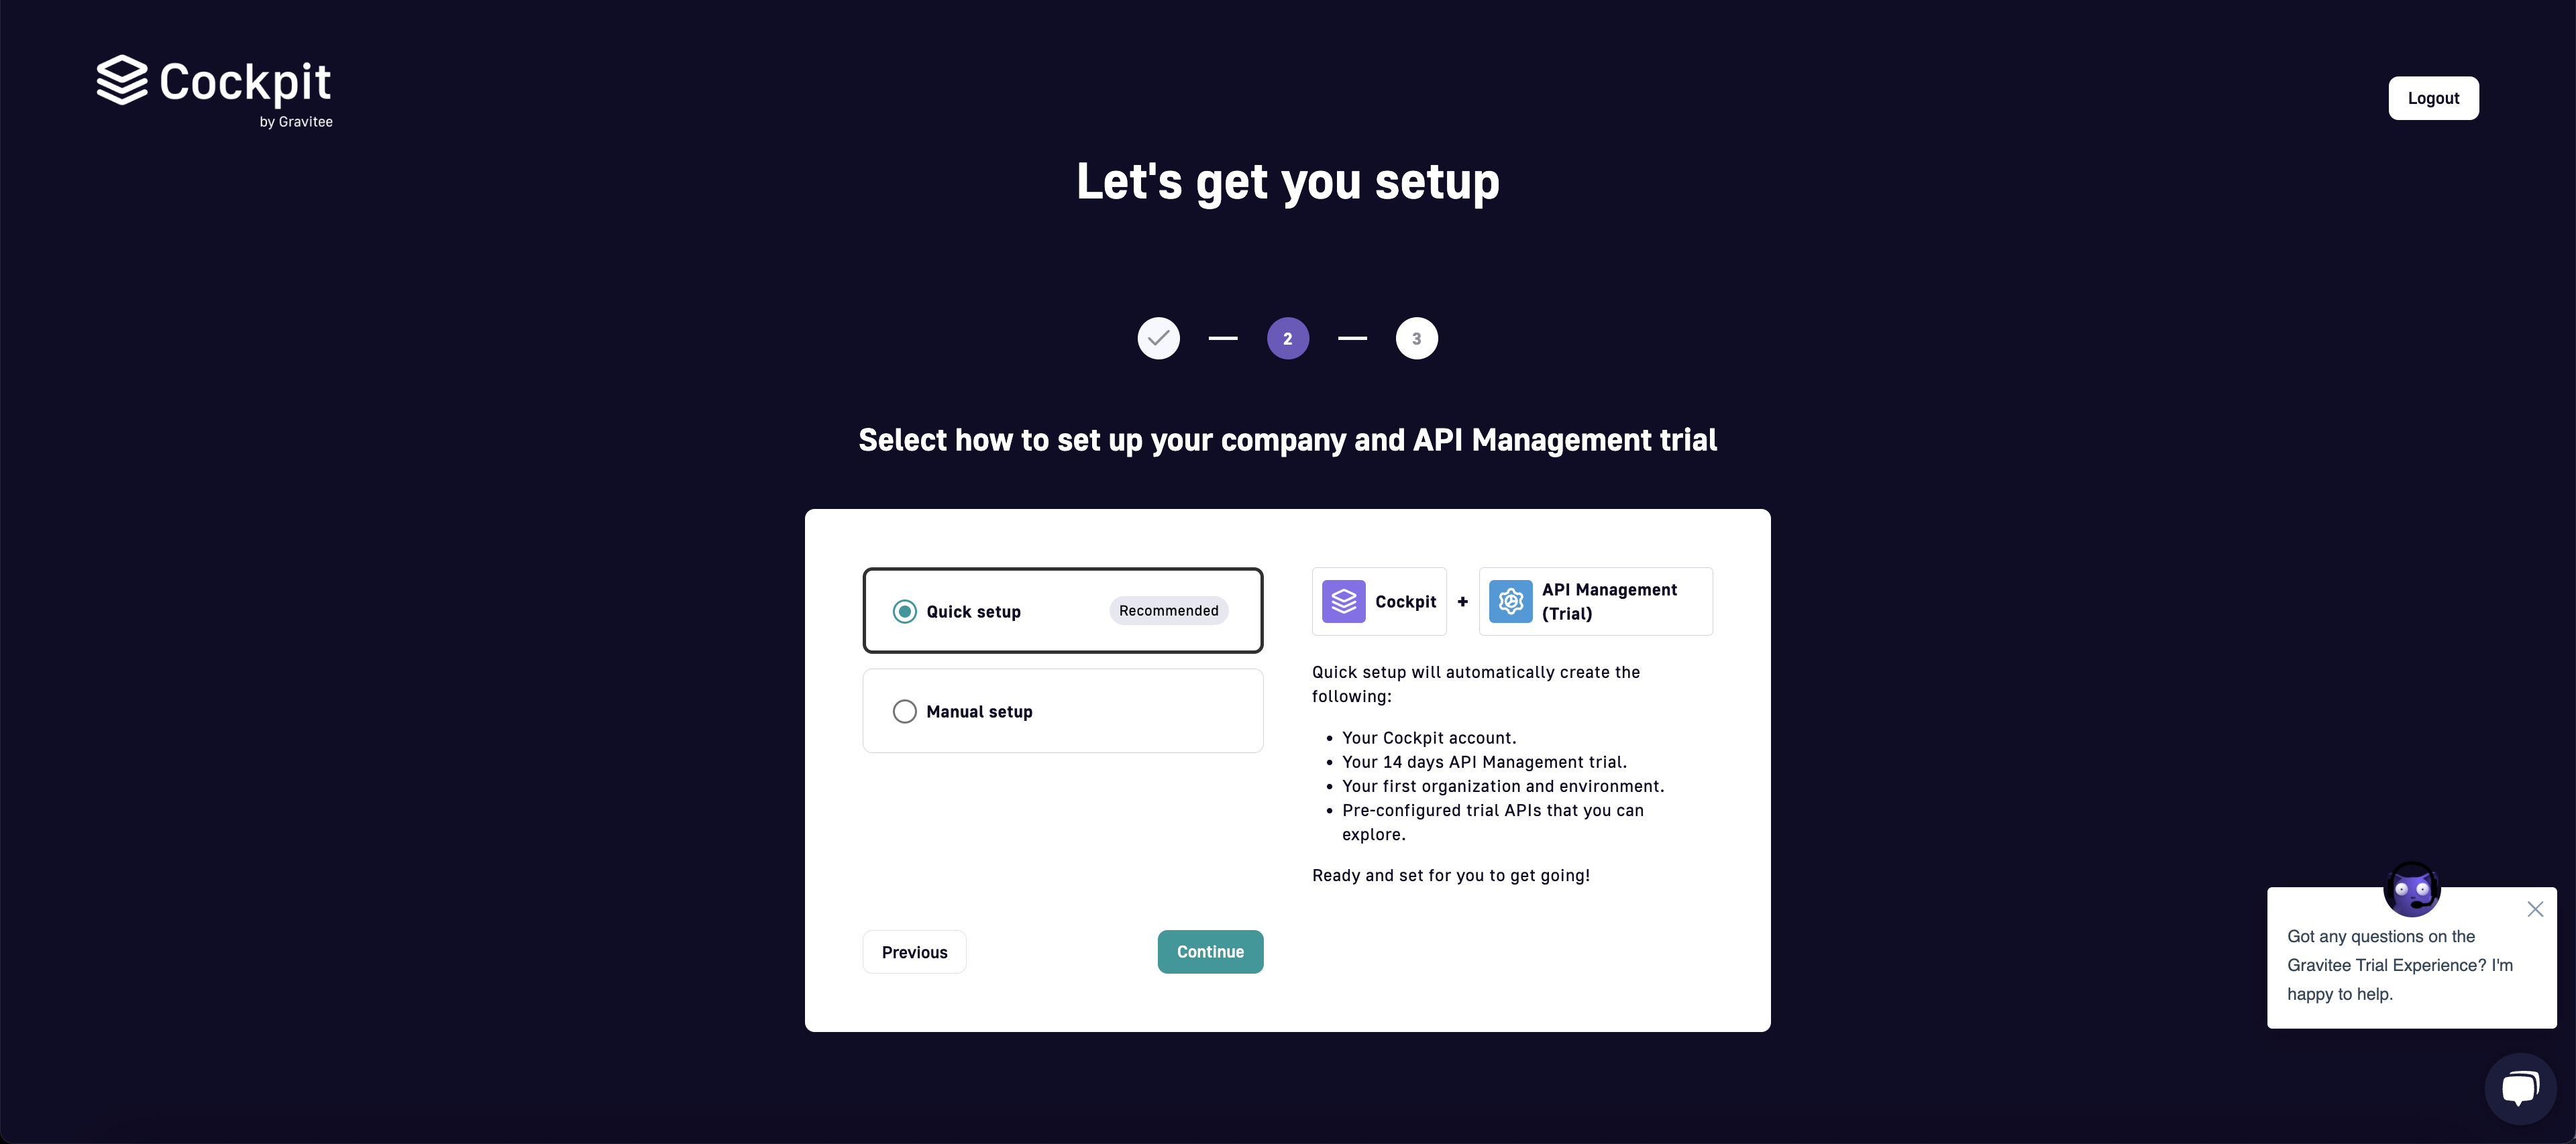 Cockpit
by Gravitee
Logout
Let's get you setup
2
3
Select how to set up your company and API Management trial
Quick setup
Recommended
Manual setup
Previous
Continue
Cockpit
+
API Management
(Trial)
Quick setup will automatically create the
following:
• Your Cockpit account.
• Your 14 days API Management trial.
• Your first organization and environment.
• Pre-configured trial APIs that you can
explore.
Ready and set for you to get going!
Got any questions on the
Gravitee Trial Experience? I'm
happy to help.